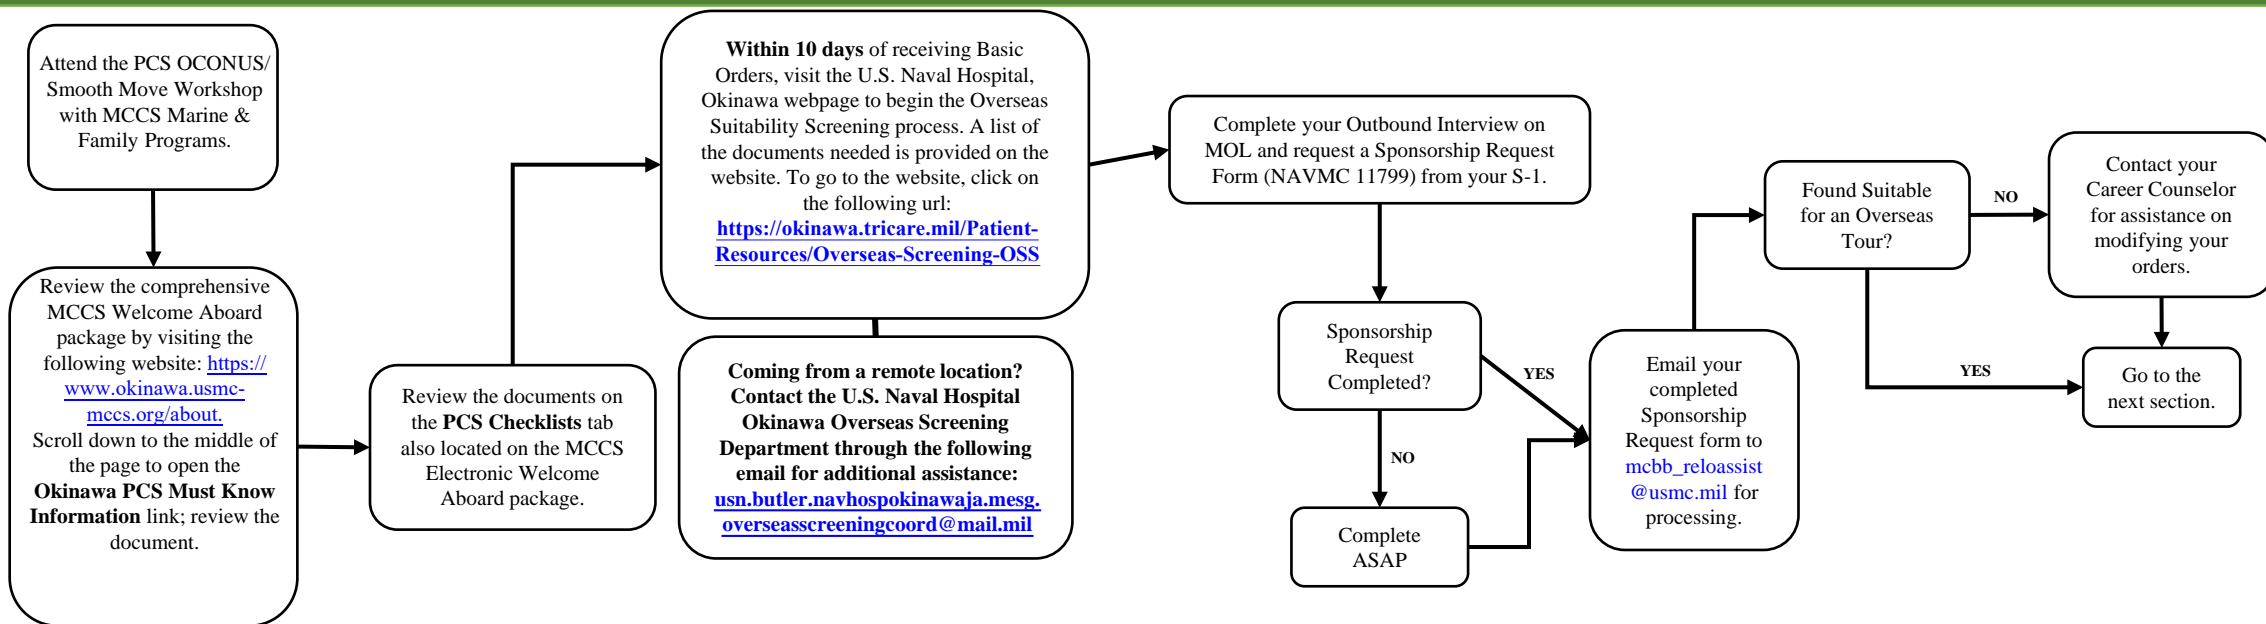 Attend the PCS OCONUS/
Smooth Move Workshop
with MCCS Marine &
Family Programs.
Review the comprehensive
MCCS Welcome Aboard
package by visiting the
following website: https://
www.okinawa.usmc-
mccs.org/about.
Scroll down to the middle of
the page to open the
Okinawa PCS Must Know
Information link; review the
document.
Review the documents on
the PCS Checklists tab
also located on the MCCS
Electronic Welcome
Aboard package.
Within 10 days of receiving Basic
Orders, visit the U.S. Naval Hospital,
Okinawa webpage to begin the Overseas
Suitability Screening process. A list of
the documents needed is provided on the
website. To go to the website, click on
the following url:
https://okinawa.tricare.mil/Patient-
Resources/Overseas-Screening-OSS
Coming from a remote location?
Contact the U.S. Naval Hospital
Okinawa Overseas Screening
Department through the following
email for additional assistance:
usn.butler.navhospokinawaja.mesg.
overseasscreeningcoord@mail.mil
Complete your Outbound Interview on
MOL and request a Sponsorship Request
Form (NAVMC 11799) from your S-1.
Sponsorship
Request
Completed?
YES
NO
Complete
ASAP
Email your
completed
Sponsorship
Request form to
mcbb_reloassist
@usmc.mil for
processing.
Found Suitable
for an Overseas
Tour?
NO
YES
Contact your
Career Counselor
for assistance on
modifying your
orders.
Go to the
next section.